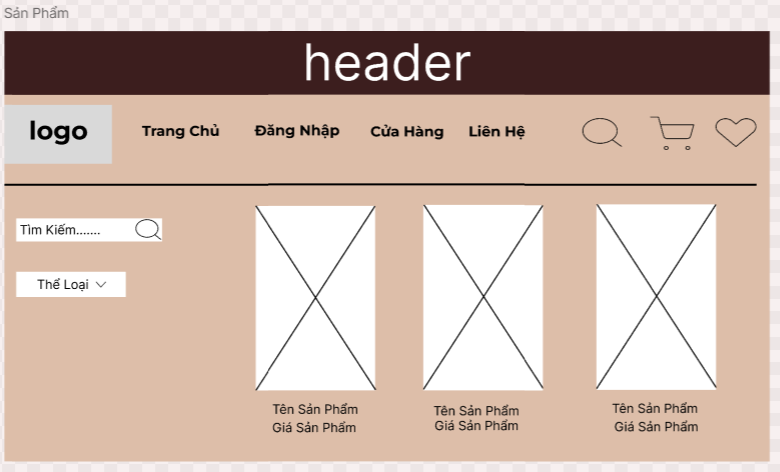 Sản Phẩm
header
logo
Trang Chủ
Đăng Nhập
Cửa Hàng
Liên Hệ
Tìm Kiếm.......
Thể Loại
Tên Sản Phẩm
Giá Sản Phẩm
Tên Sản Phẩm
Giá Sản Phẩm
Tên Sản Phẩm
Giá Sản Phẩm